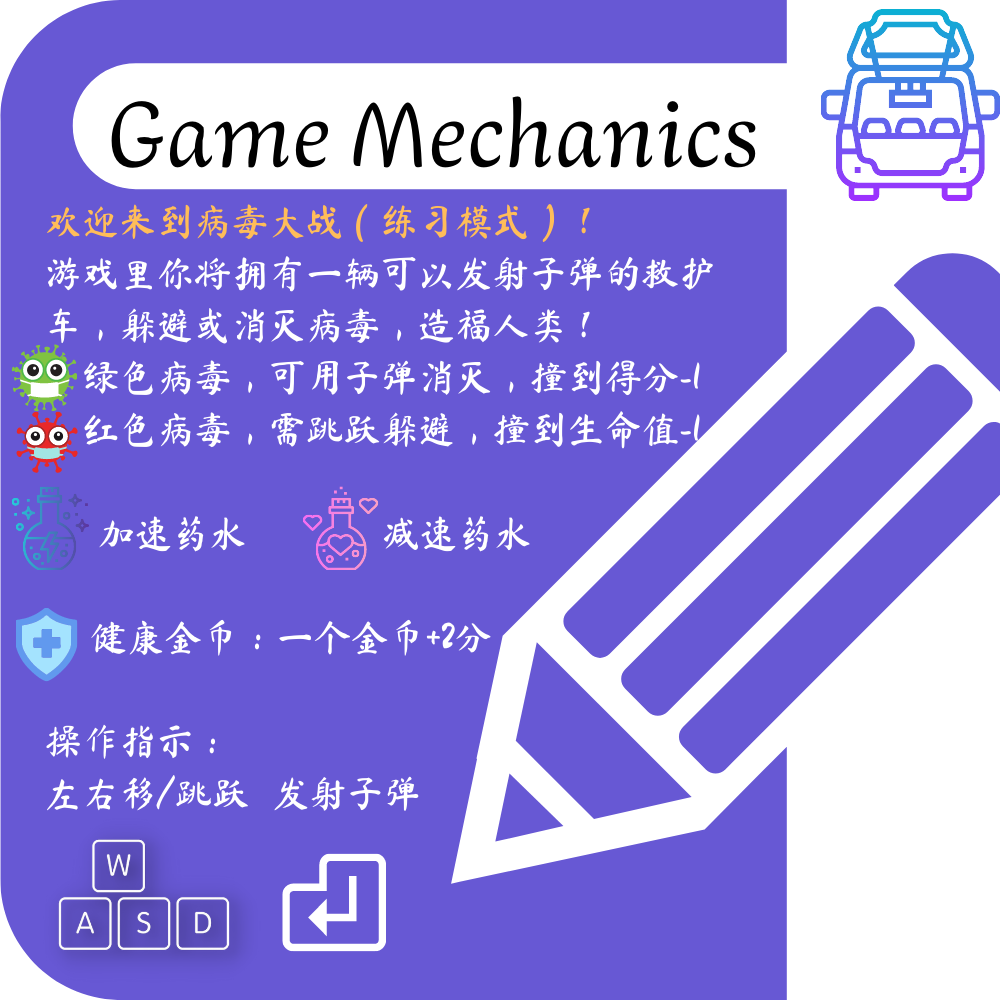 Game Mechanics
欢迎来到病毒大战（练习模式）！
游戏里你将拥有一辆可以发射子弹的救护
车，躲避或消灭病毒，造福人类！
绿色病毒，可用子弹消灭，撞到得分-1
红色病毒，需跳跃躲避，撞到生命值-1
加速药水 减速药水
健康金币：一个金币+2分
操作指示：
左右移/跳跃 发射子弹
W
A S D